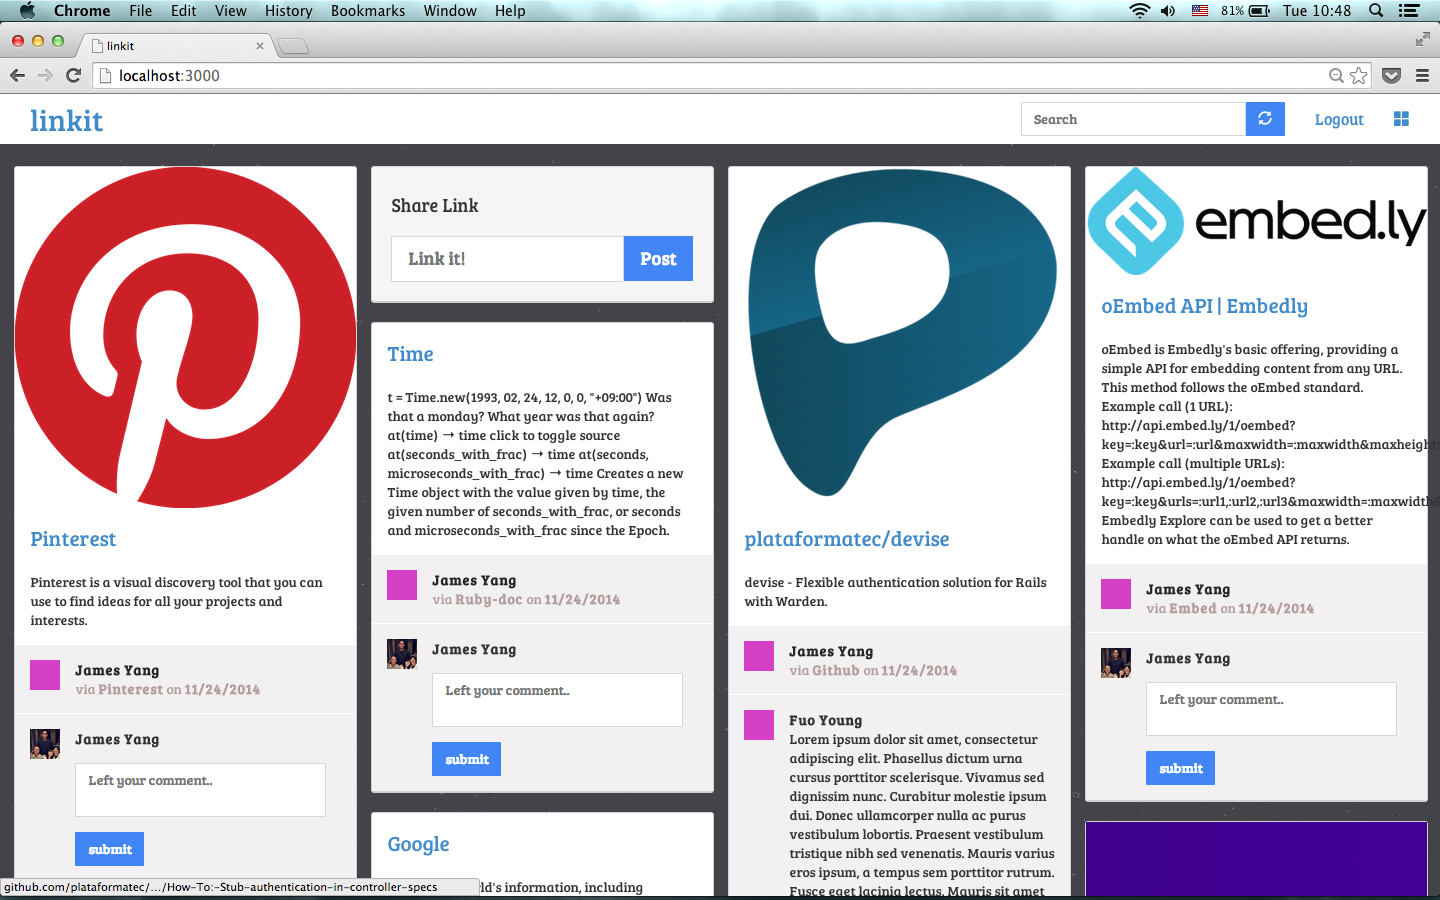 Chrome File Edit View History Bookmarks Window Help 81% Tue 10:48
linkit
localhost:3000
linkit
Search
Logout
Pinterest
Pinterest is a visual discovery tool that you can
use to find ideas for all your projects and
interests.
James Yang
via Pinterest on 11/24/2014
James Yang
Left your comment..
submit
Share Link
Link it!
Post
Time
t = Time.new(1993, 02, 24, 12, 0, 0, "+09:00") Was
that a monday? What year was that again?
at(time) → time click to toggle source
at(seconds_with_frac) → time at(seconds,
microseconds_with_frac) → time Creates a new
Time object with the value given by time, the
given number of seconds_with_frac, or seconds
and microseconds_with_frac since the Epoch.
James Yang
via Ruby-doc on 11/24/2014
James Yang
Left your comment..
submit
Google
ld's information, including
plataformatec/devise
devise - Flexible authentication solution for Rails
with Warden.
James Yang
via Github on 11/24/2014
Fuo Young
Lorem ipsum dolor sit amet, consectetur
adipiscing elit. Phasellus dictum urna
cursus porttitor scelerisque. Vivamus sed
dignissim nunc. Curabitur molestie ipsum
dui. Donec ullamcorper nulla ac purus
vestibulum lobortis. Praesent vestibulum
tristique nibh sed venenatis. Mauris varius
eros ipsum, a tempus sem porttitor rutrum.
Fusce eget lacinia lectus. Mauris sit amet
embed.ly
oEmbed API | Embedly
oEmbed is Embedly's basic offering, providing a
simple API for embedding content from any URL.
This method follows the oEmbed standard.
Example call (1 URL):
http://api.embed.ly/1/oembed?
key=:key&url=:url&maxwidth=:maxwidth&maxheight=
Example call (multiple URLs):
http://api.embed.ly/1/oembed?
key=:key&urls=:url1,:url2,:url3&maxwidth=:maxwidth&
Embedly Explore can be used to get a better
handle on what the oEmbed API returns.
James Yang
via Embed on 11/24/2014
James Yang
Left your comment..
submit
github.com/plataformatec/.../How-To:-Stub-authentication-in-controller-specs